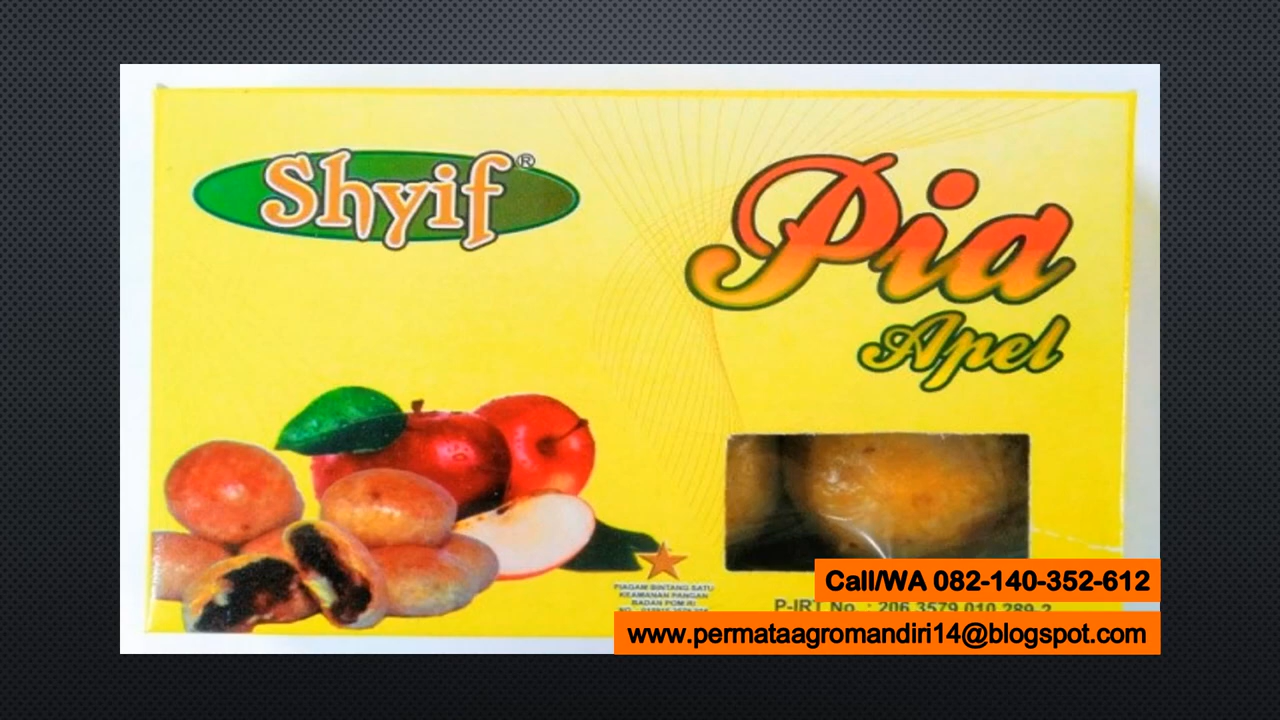 Shyif®
Pia
Apel
PIAGAM BINTANG SATU
KEAMANAN PANGAN
BADAN POM RI
Call/WA 082-140-352-612
P-IRT No. : 206 3579 010 289-2
www.permataagromandiri14@blogspot.com